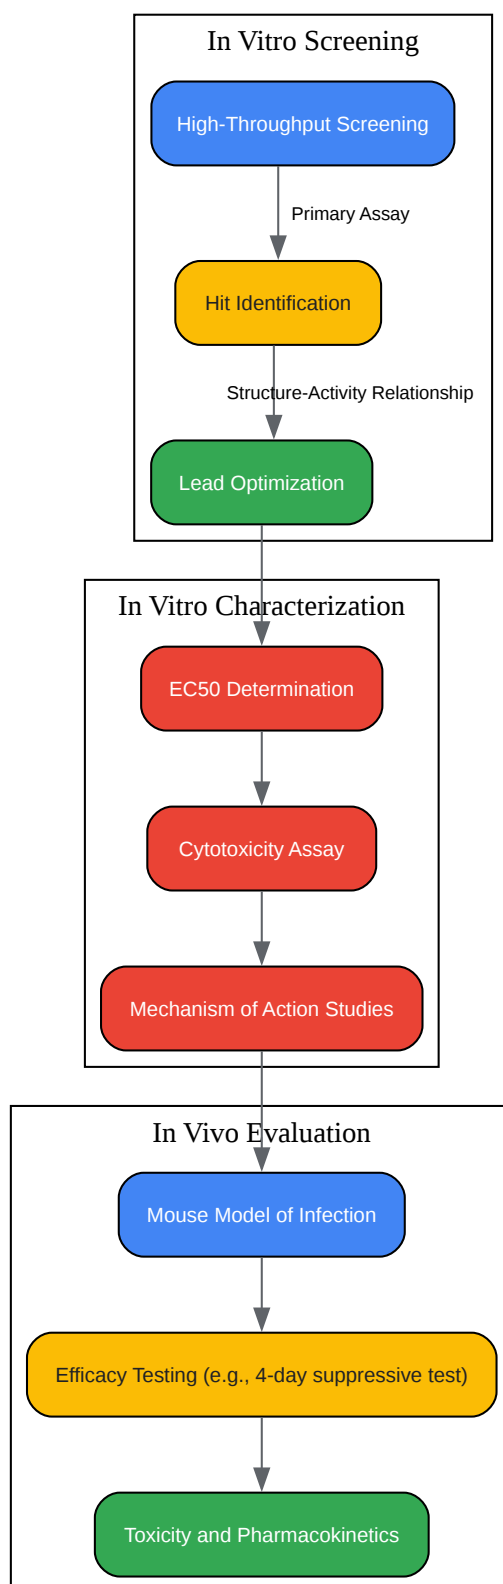 In Vitro Screening
High-Throughput Screening
Primary Assay
Hit Identification
Structure-Activity Relationship
Lead Optimization
In Vitro Characterization
EC50 Determination
Cytotoxicity Assay
Mechanism of Action Studies
In Vivo Evaluation
Mouse Model of Infection
Efficacy Testing (e.g., 4-day suppressive test)
Toxicity and Pharmacokinetics